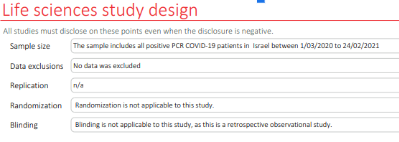 Life sciences study design
All studies must disclose on these points even when the disclosure is negative.
Sample size The sample includes all positive PCR COVID-19 patients in Israel between 1/03/2020 to 24/02/2021
Data exclusions No data was excluded
Replication n/a
Randomization Randomization is not applicable to this study.
Blinding Blinding is not applicable to this study, as this is a retrospective observational study.